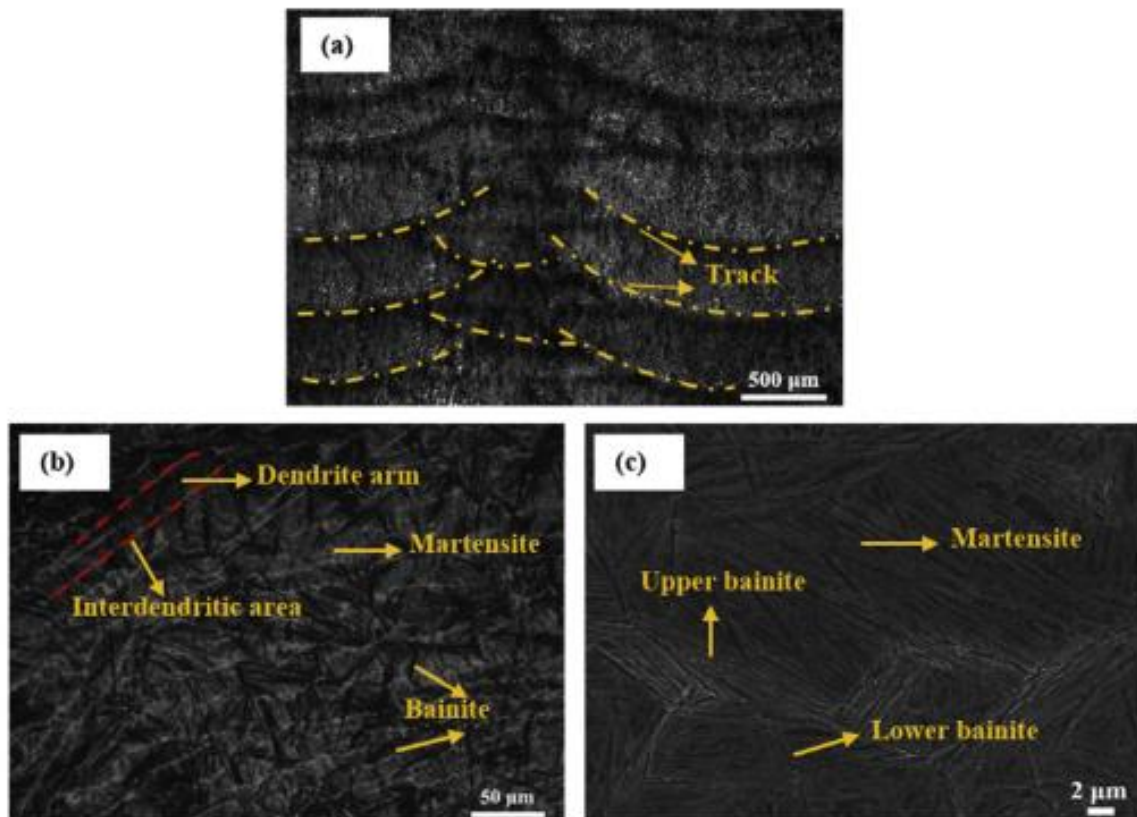 (a)
Track
500 μm
(b)
Dendrite arm
Martensite
Interdendritic area
Bainite
50 μm
(c)
Martensite
Upper bainite
Lower bainite
2 μm